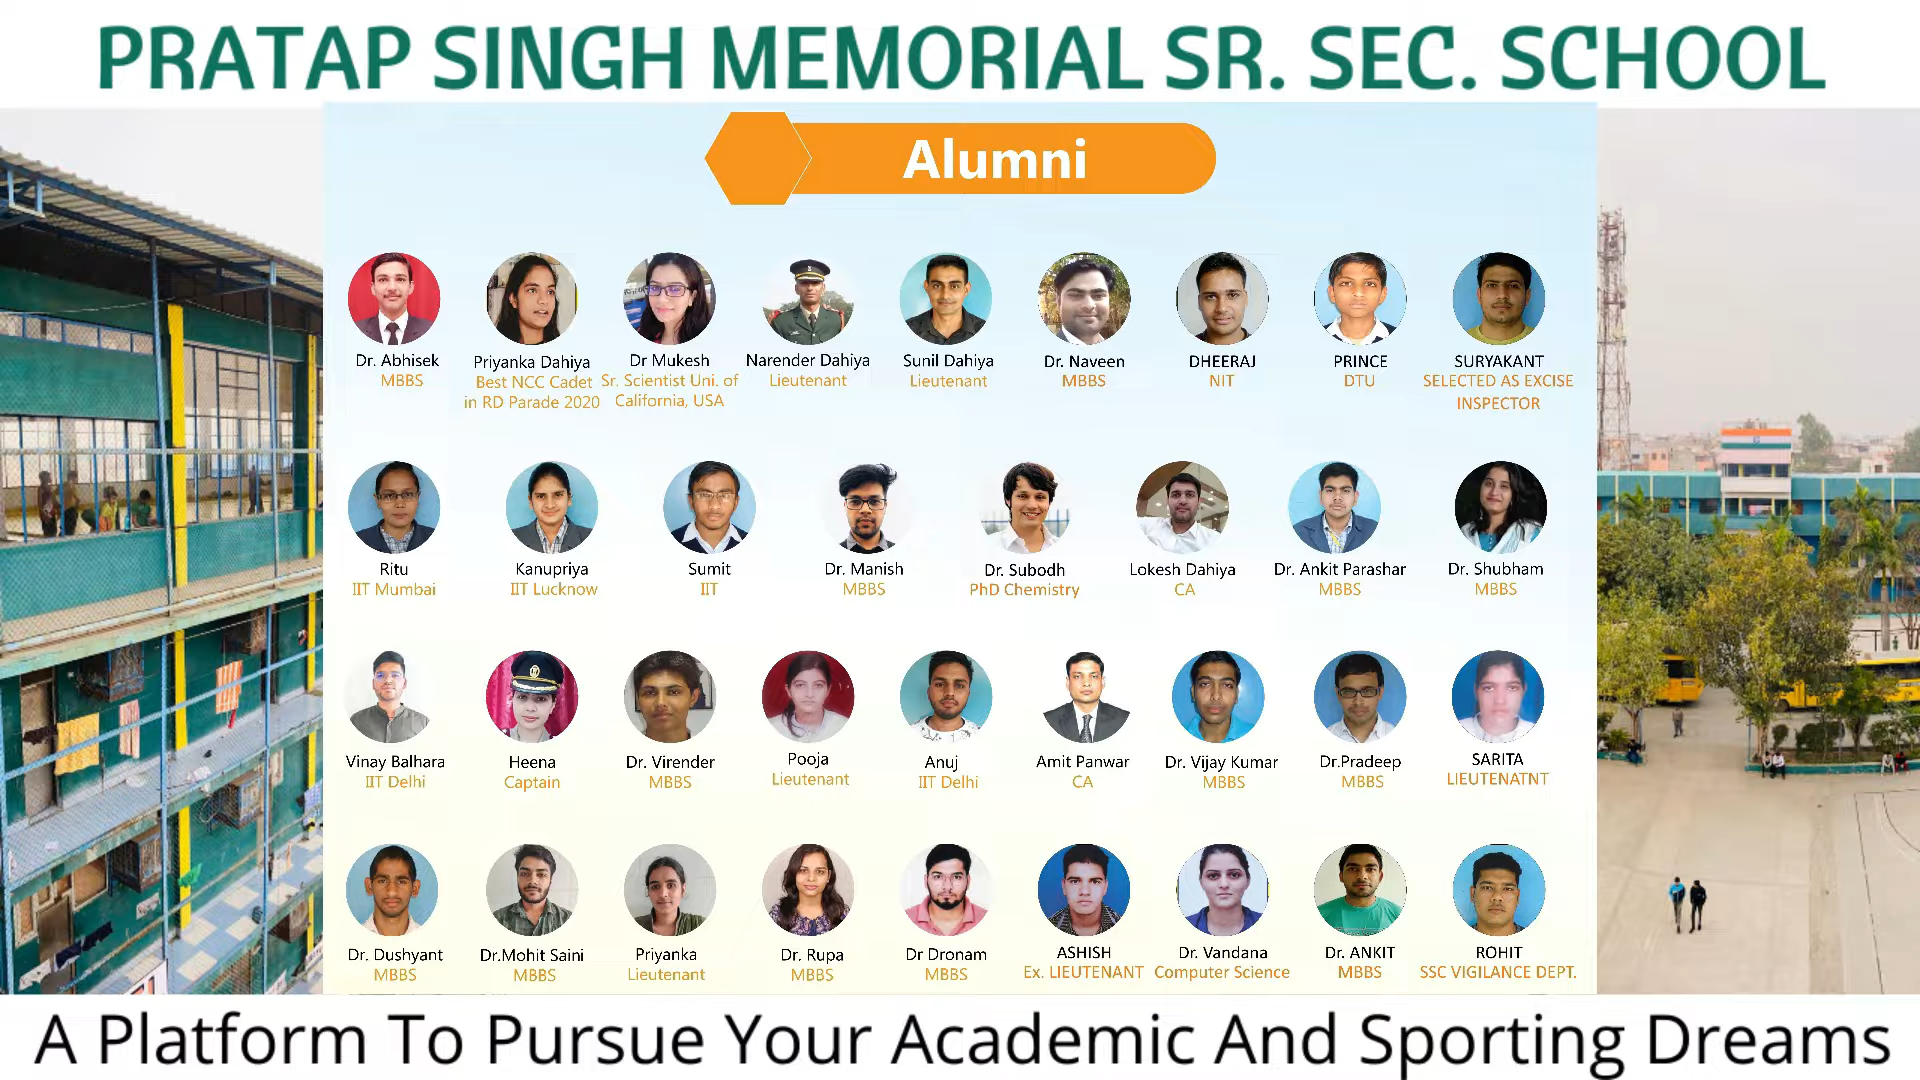 PRATAP SINGH MEMORIAL SR. SEC. SCHOOL
Alumni
Dr. Abhisek
MBBS
Priyanka Dahiya
Best NCC Cadet
in RD Parade 2020
Dr Mukesh
Sr. Scientist Uni. of
California, USA
Narender Dahiya
Lieutenant
Sunil Dahiya
Lieutenant
Dr. Naveen
MBBS
DHEERAJ
NIT
PRINCE
DTU
SURYAKANT
SELECTED AS EXCISE
INSPECTOR
Ritu
IIT Mumbai
Kanupriya
IIT Lucknow
Sumit
IIT
Dr. Manish
MBBS
Dr. Subodh
PhD Chemistry
Lokesh Dahiya
CA
Dr. Ankit Parashar
MBBS
Dr. Shubham
MBBS
Vinay Balhara
IIT Delhi
Heena
Captain
Dr. Virender
MBBS
Pooja
Lieutenant
Anuj
IIT Delhi
Amit Panwar
CA
Dr. Vijay Kumar
MBBS
Dr.Pradeep
MBBS
SARITA
LIEUTENATNT
Dr. Dushyant
MBBS
Dr.Mohit Saini
MBBS
Priyanka
Lieutenant
Dr. Rupa
MBBS
Dr Dronam
MBBS
ASHISH
Ex. LIEUTENANT
Dr. Vandana
Computer Science
Dr. ANKIT
MBBS
ROHIT
SSC VIGILANCE DEPT.
A Platform To Pursue Your Academic And Sporting Dreams